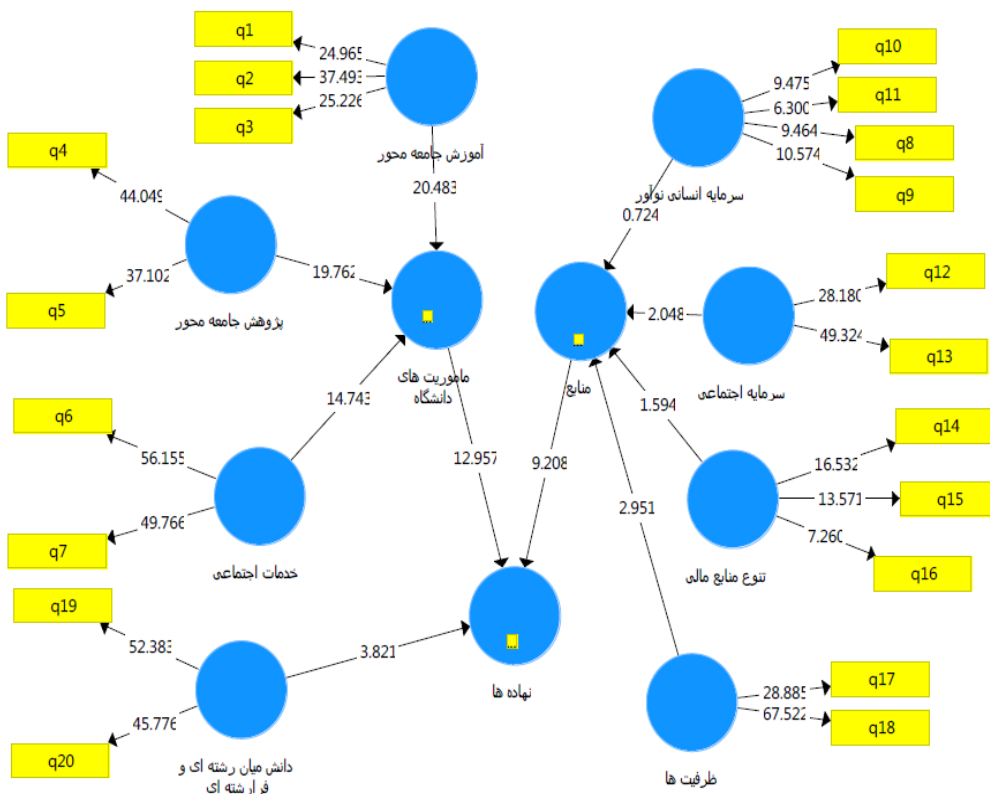 q1
q2
q3
24.965
37.493
25.226
آموزش جامعه محور
20.483
q4
q5
44.049
37.102
پژوهش جامعه محور
19.762
ماموریت های
دانشگاه
q6
q7
56.155
49.766
خدمات اجتماعی
14.743
12.957
q19
q20
52.383
45.776
دانش میان رشته ای و
فرارشته ای
3.821
نهاده ها
9.208
منابع
q10
q11
q8
q9
9.475
6.300
9.464
10.574
سرمایه انسانی نوآور
0.724
q12
q13
28.180
49.324
سرمایه اجتماعی
2.048
q14
q15
q16
16.532
13.571
7.260
تنوع منابع مالی
1.594
q17
q18
28.885
67.522
ظرفیت ها
2.951